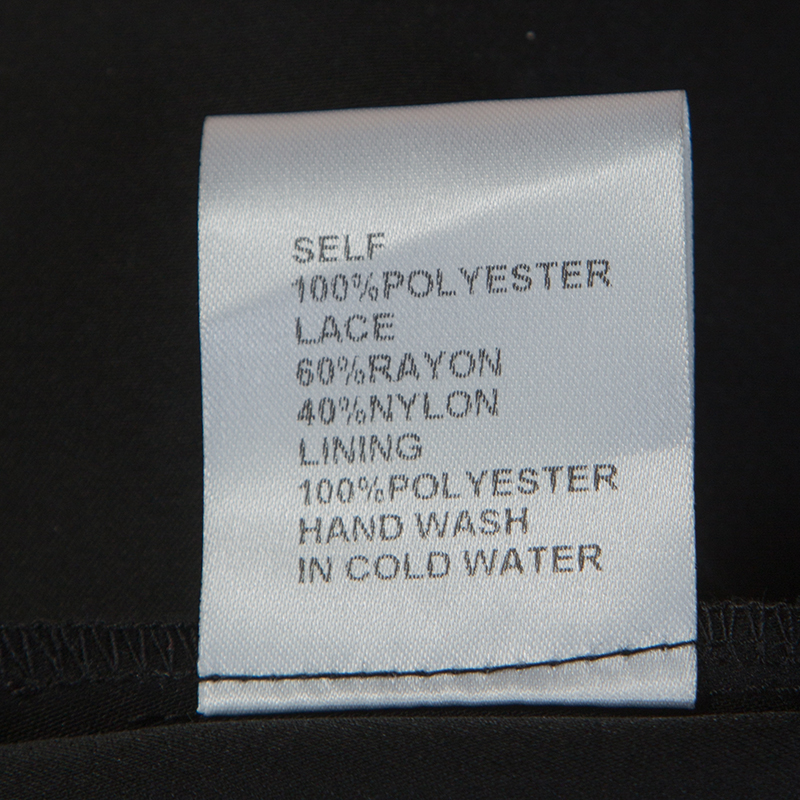 SELF
100%POLYESTER
LACE
60%RAYON
40%NYLON
LINING
100%POLYESTER
HAND WASH
IN COLD WATER